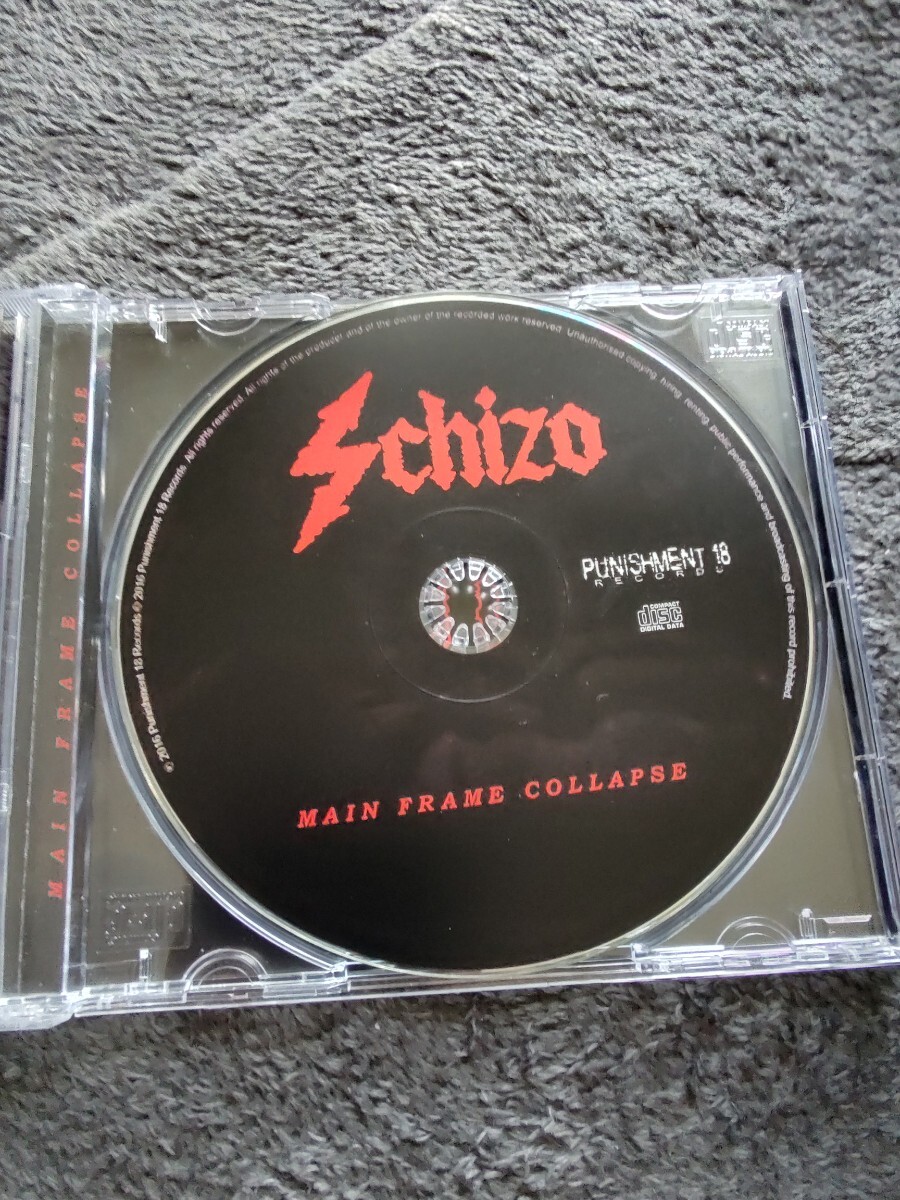 MAIN FRAME COLLAPSE
Schizo
PUNISHMENT 18
RECORDS
COMPACT
disc
DIGITAL DATA
MAIN FRAME COLLAPSE
© 2016 Punishment 18 Records © 2016 Punishment 18 Records. All rights reserved. All rights of the producer and of the owner of the recorded work reserved. Unauthorised copying, hiring, renting, public performance and broadcasting of this record prohibited.